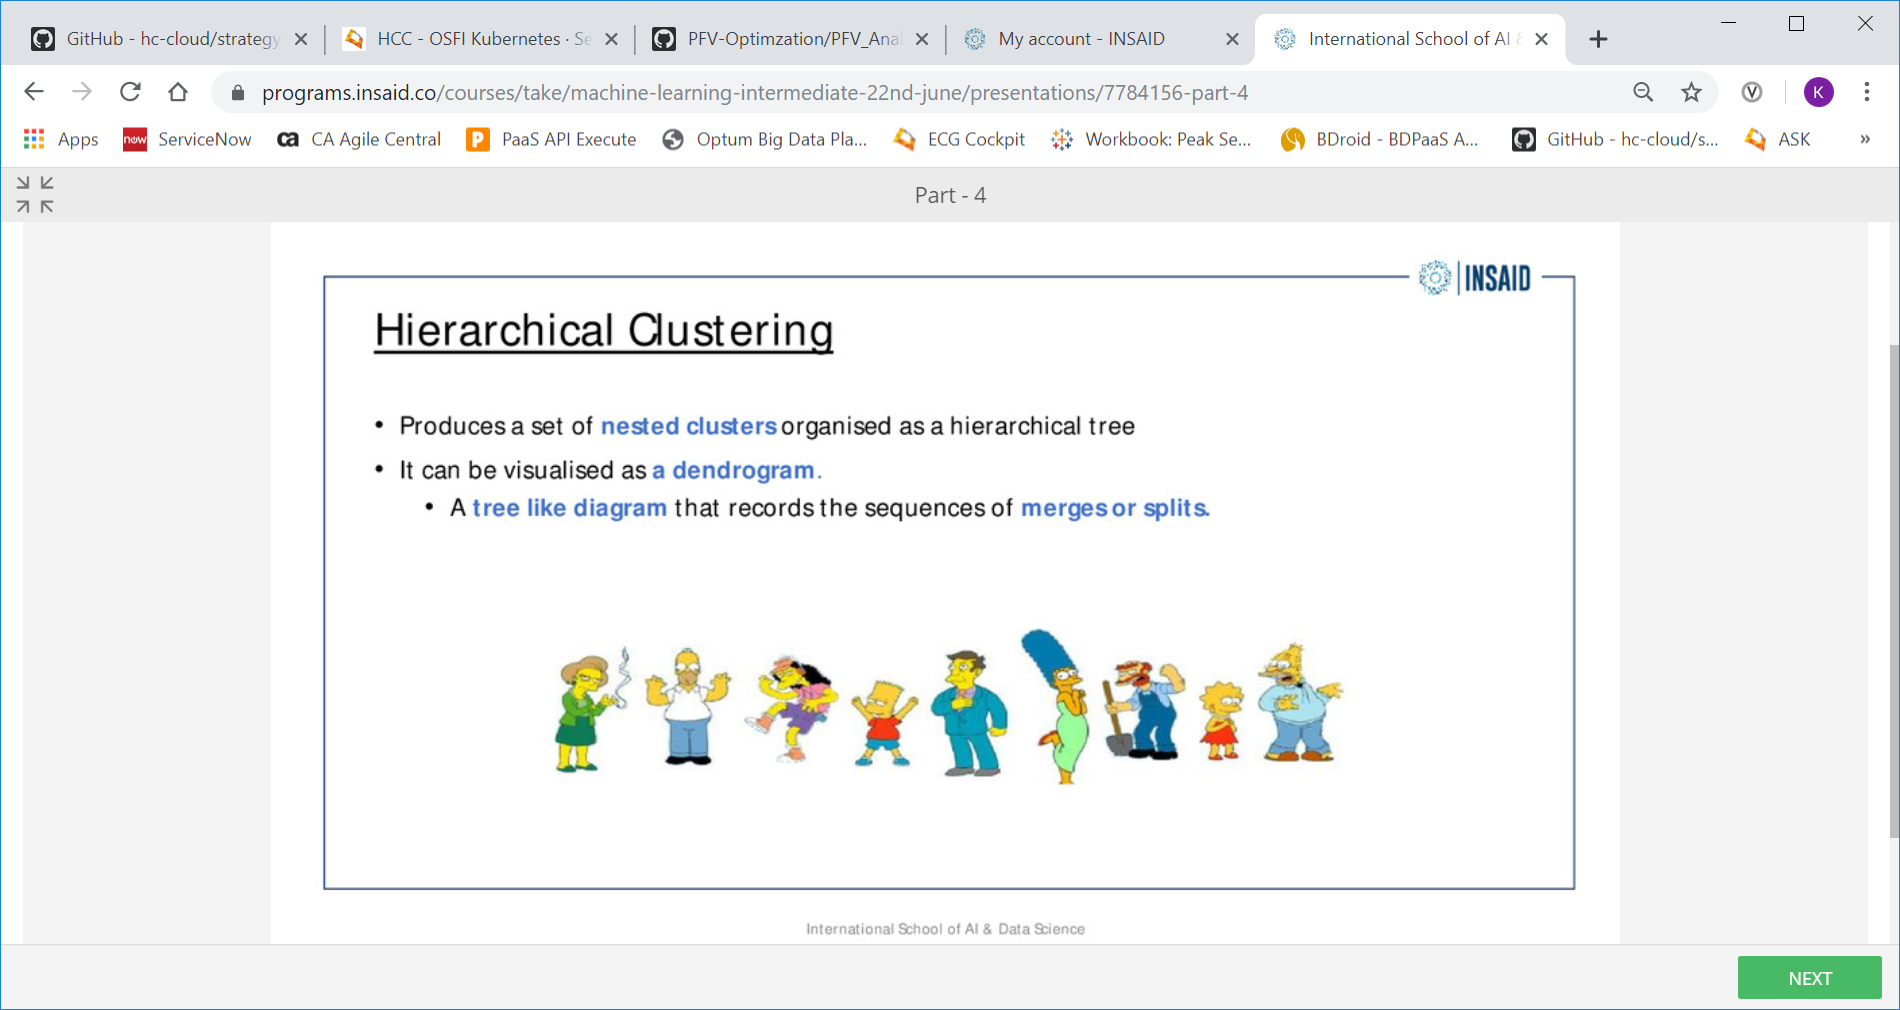 GitHub - hc-cloud/strategy
HCC - OSFI Kubernetes · Se
PFV-Optimzation/PFV_Anal
My account - INSAID
International School of AI &
programs.insaid.co/courses/take/machine-learning-intermediate-22nd-june/presentations/7784156-part-4
K
Apps
now ServiceNow
ca CA Agile Central
P PaaS API Execute
Optum Big Data Pla...
ECG Cockpit
Workbook: Peak Se...
BDroid - BDPaaS A...
GitHub - hc-cloud/s...
ASK
»
Part - 4
INSAID
Hierarchical Clustering
• Produces a set of nested clusters organised as a hierarchical tree
• It can be visualised as a dendrogram.
• A tree like diagram that records the sequences of merges or splits.
International School of AI & Data Science
NEXT